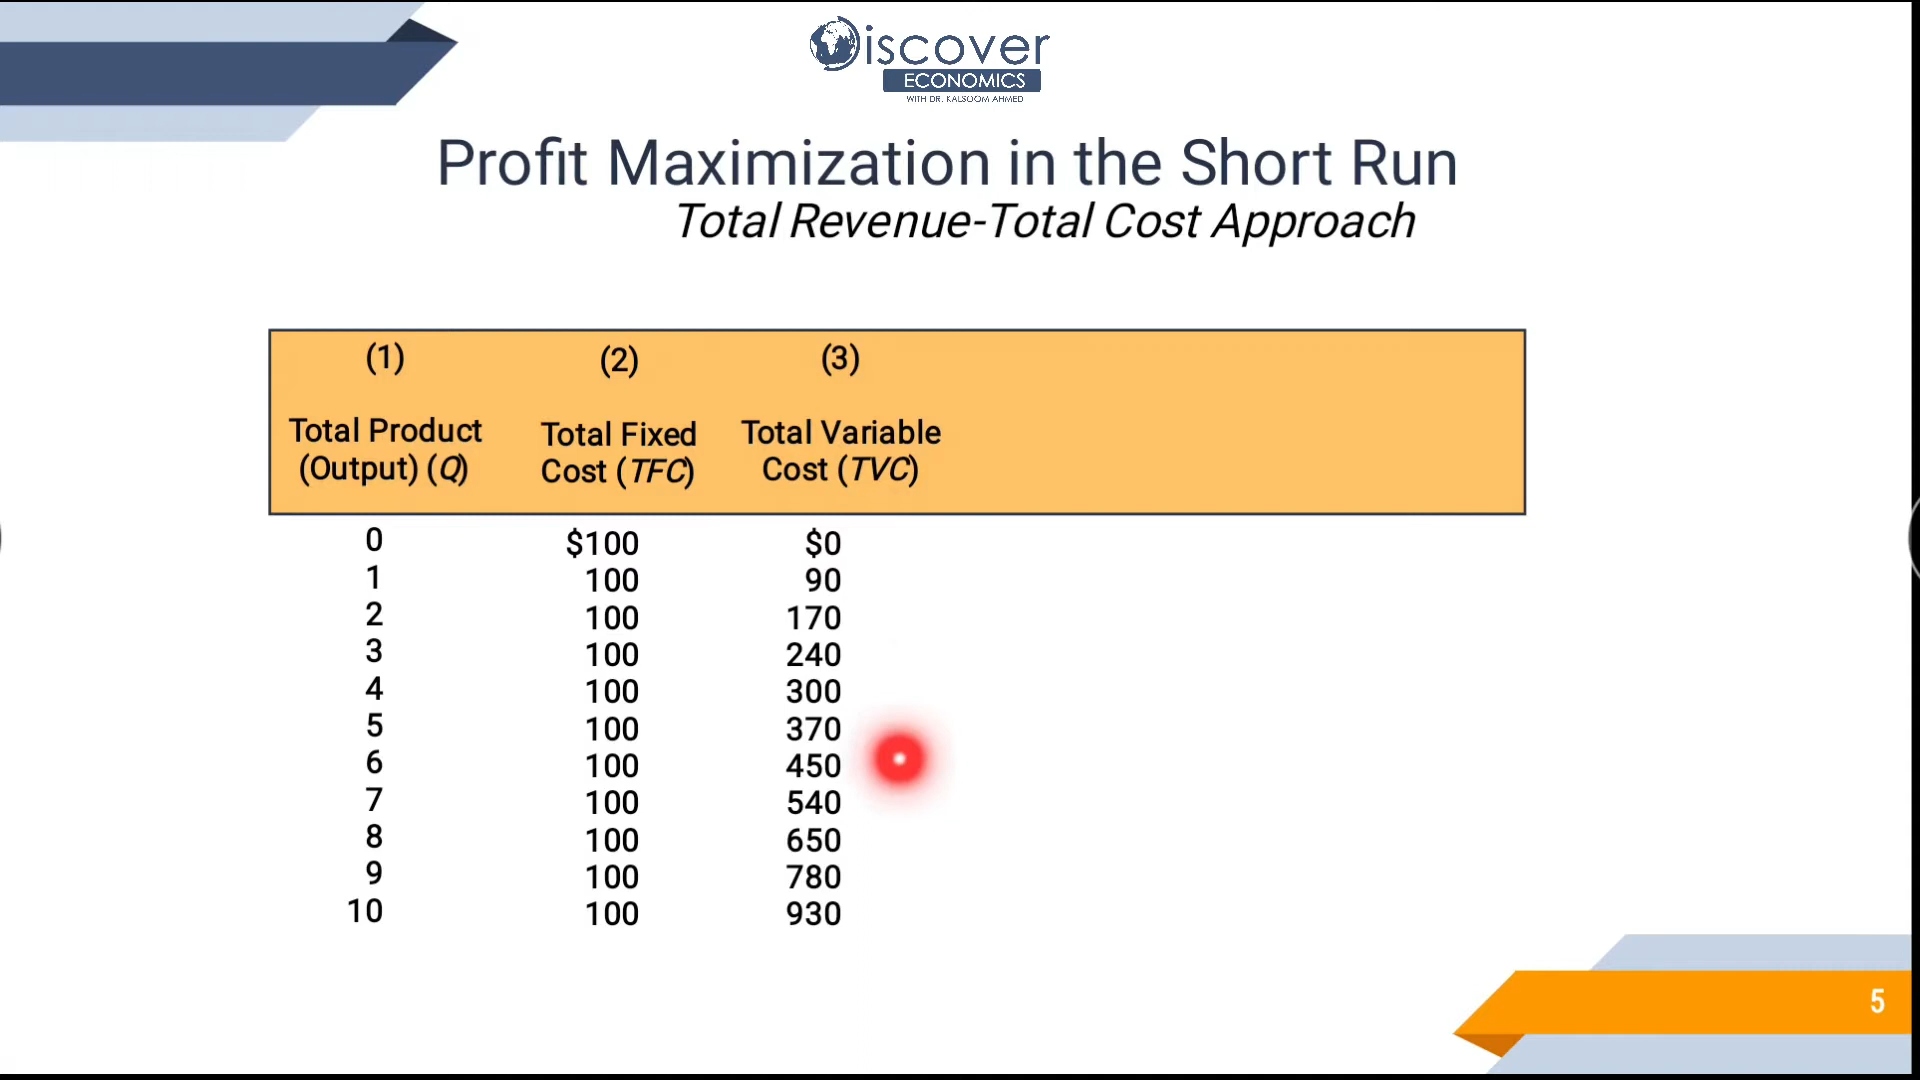 Discover
ECONOMICS
WITH DR. KALSOOM AHMED
Profit Maximization in the Short Run
Total Revenue-Total Cost Approach
(1) (2) (3)
Total Product Total Fixed Total Variable
(Output) (Q) Cost (TFC) Cost (TVC)
0 $100 $0
1 100 90
2 100 170
3 100 240
4 100 300
5 100 370
6 100 450
7 100 540
8 100 650
9 100 780
10 100 930
5